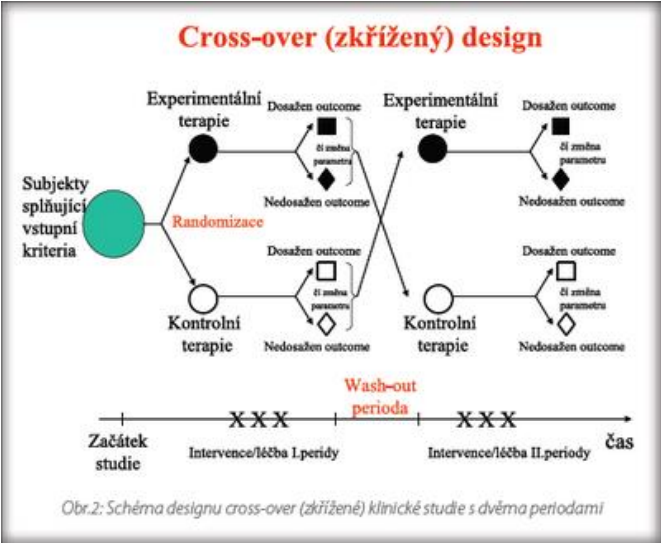 Cross-over (zkřížený) design
Experimentální
terapie
Dosažen outcome
či změna
parametru
Nedosažen outcome
Experimentální
terapie
Dosažen outcome
či změna
parametru
Nedosažen outcome
Subjekty
splňující
vstupní
kriteria
Randomizace
Kontrolní
terapie
Dosažen outcome
či změna
parametru
Nedosažen outcome
Kontrolní
terapie
Dosažen outcome
či změna
parametru
Nedosažen outcome
Wash-out
perioda
X X X
X X X
Začátek
studie
Intervence/léčba I.peridy
Intervence/léčba II.periody
čas
Obr.2: Schéma designu cross-over (zkřížené) klinické studie s dvěma periodami